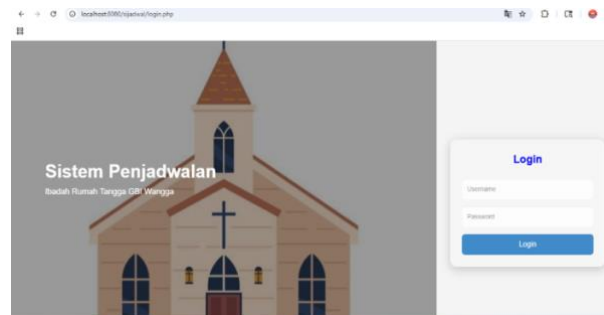 localhost:8080/sijadwal/login.php
Sistem Penjadwalan
Ibadah Rumah Tangga GBI Wangga
Login
Username
Password
Login